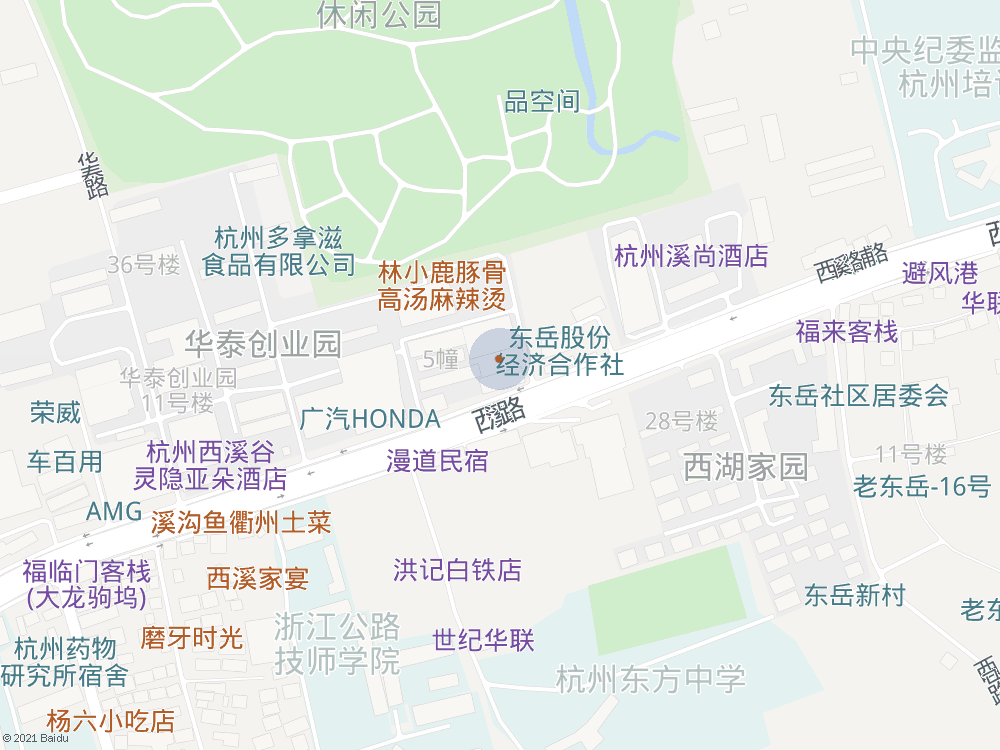 休闲公园
中央纪委监
杭州培训
品空间
华泰路
杭州多拿滋
食品有限公司
36号楼
林小鹿豚骨
高汤麻辣烫
杭州溪尚酒店
西溪路辅路
西
避风港
华联
福来客栈
东岳股份
经济合作社
华泰创业园
5幢
华泰创业园
11号楼
荣威
广汽HONDA
西溪路
28号楼
东岳社区居委会
车百用
杭州西溪谷
灵隐亚朵酒店
漫道民宿
西湖家园
11号楼
老东岳-16号
AMG
溪沟鱼衢州土菜
福临门客栈
(大龙驹坞)
西溪家宴
洪记白铁店
东岳新村
老东
杭州药物
研究所宿舍
磨牙时光
浙江公路
技师学院
世纪华联
杭州东方中学
西
路
杨六小吃店
© 2021 Baidu